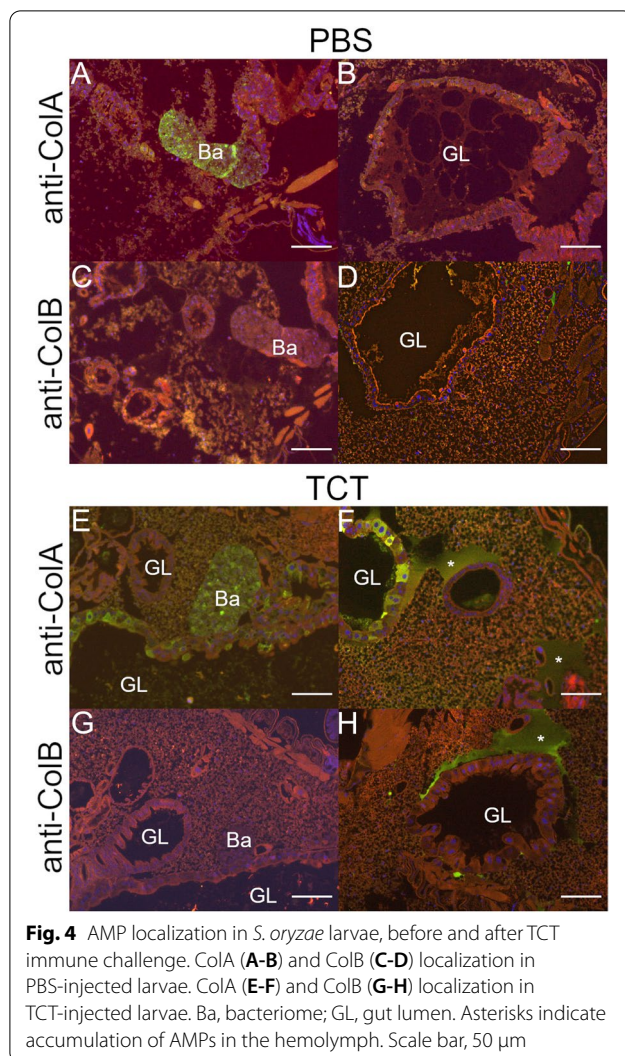 PBS
anti-ColA
A
Ba
B
GL
anti-ColB
C
Ba
D
GL
TCT
anti-ColA
E
GL
Ba
GL
F
GL
*
*
anti-ColB
G
GL
Ba
GL
H
*
GL
Fig. 4 AMP localization in S. oryzae larvae, before and after TCT
immune challenge. ColA (A-B) and ColB (C-D) localization in
PBS-injected larvae. ColA (E-F) and ColB (G-H) localization in
TCT-injected larvae. Ba, bacteriome; GL, gut lumen. Asterisks indicate
accumulation of AMPs in the hemolymph. Scale bar, 50 μm